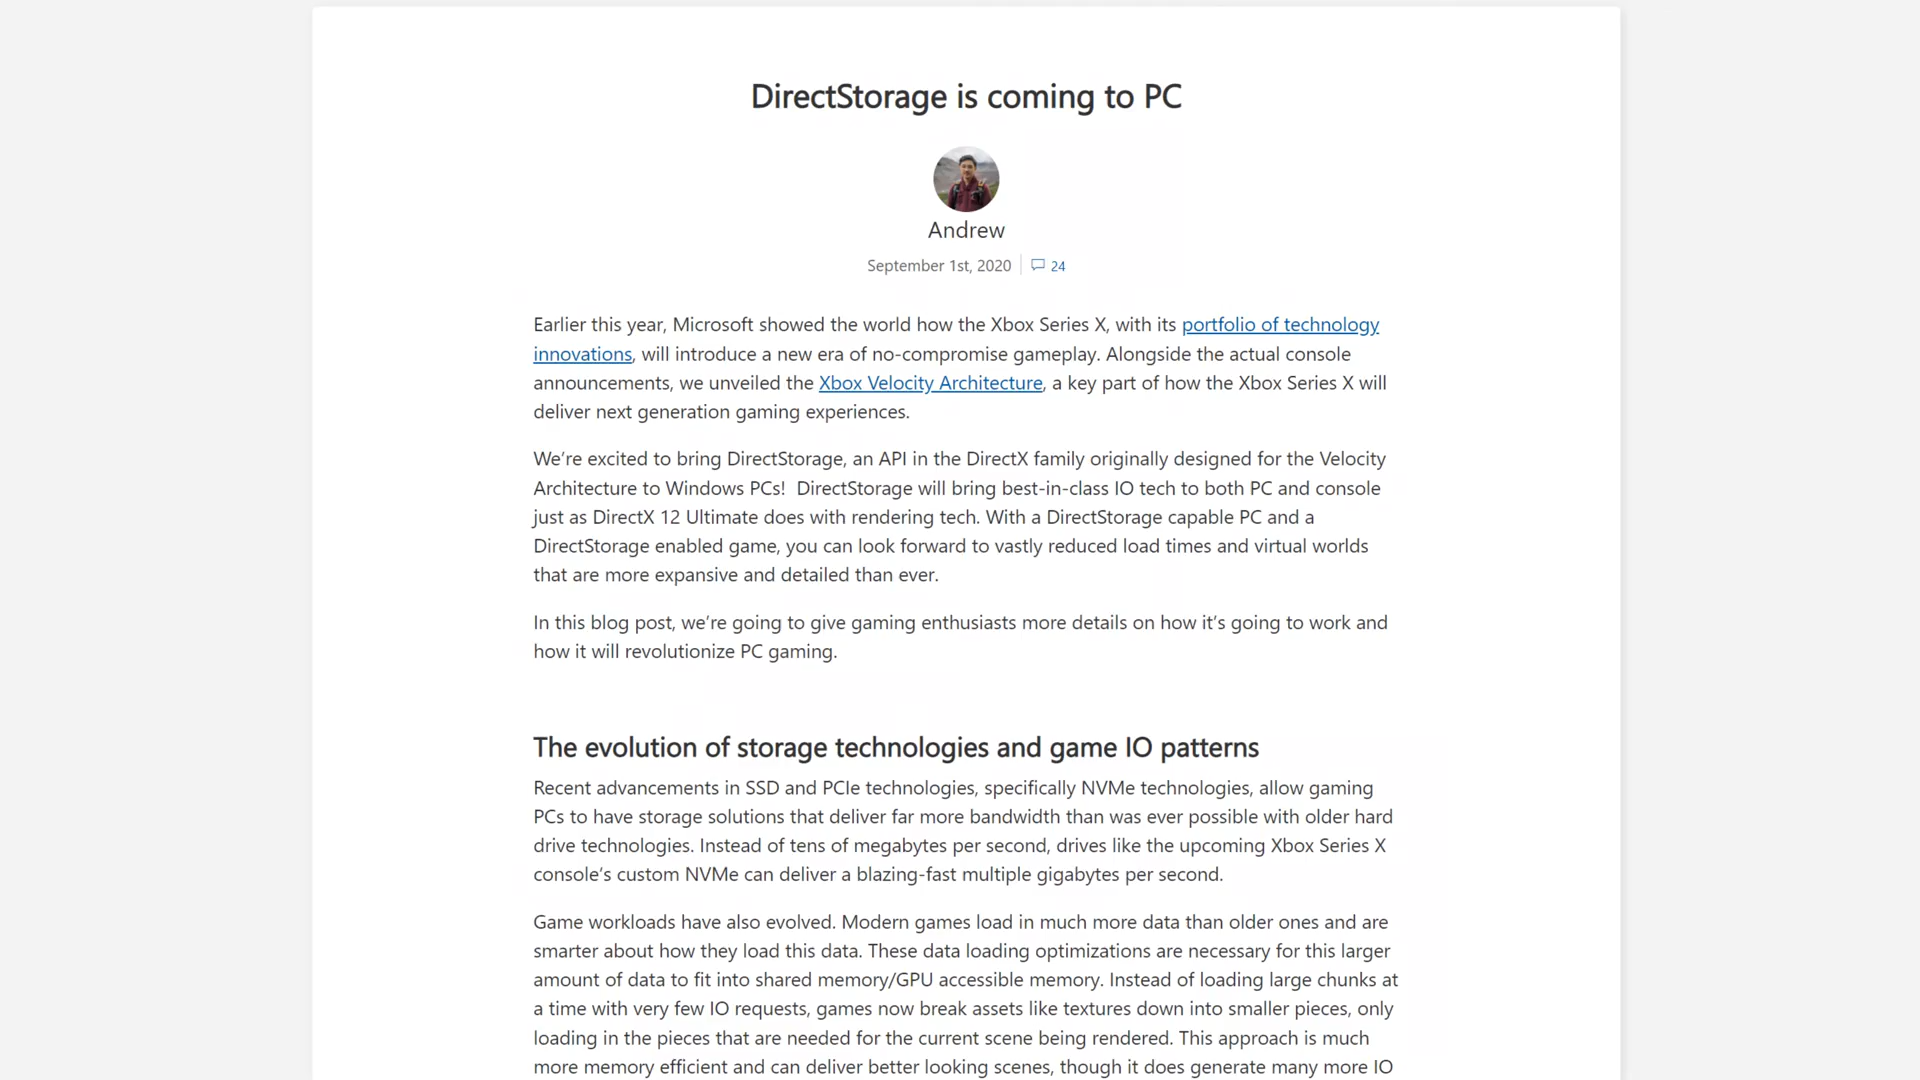 DirectStorage is coming to PC
Andrew
September 1st, 2020
24
Earlier this year, Microsoft showed the world how the Xbox Series X, with its portfolio of technology
innovations, will introduce a new era of no-compromise gameplay. Alongside the actual console
announcements, we unveiled the Xbox Velocity Architecture, a key part of how the Xbox Series X will
deliver next generation gaming experiences.
We’re excited to bring DirectStorage, an API in the DirectX family originally designed for the Velocity
Architecture to Windows PCs!  DirectStorage will bring best-in-class IO tech to both PC and console
just as DirectX 12 Ultimate does with rendering tech. With a DirectStorage capable PC and a
DirectStorage enabled game, you can look forward to vastly reduced load times and virtual worlds
that are more expansive and detailed than ever.
In this blog post, we’re going to give gaming enthusiasts more details on how it’s going to work and
how it will revolutionize PC gaming.
The evolution of storage technologies and game IO patterns
Recent advancements in SSD and PCIe technologies, specifically NVMe technologies, allow gaming
PCs to have storage solutions that deliver far more bandwidth than was ever possible with older hard
drive technologies. Instead of tens of megabytes per second, drives like the upcoming Xbox Series X
console’s custom NVMe can deliver a blazing-fast multiple gigabytes per second.
Game workloads have also evolved. Modern games load in much more data than older ones and are
smarter about how they load this data. These data loading optimizations are necessary for this larger
amount of data to fit into shared memory/GPU accessible memory. Instead of loading large chunks at
a time with very few IO requests, games now break assets like textures down into smaller pieces, only
loading in the pieces that are needed for the current scene being rendered. This approach is much
more memory efficient and can deliver better looking scenes, though it does generate many more IO